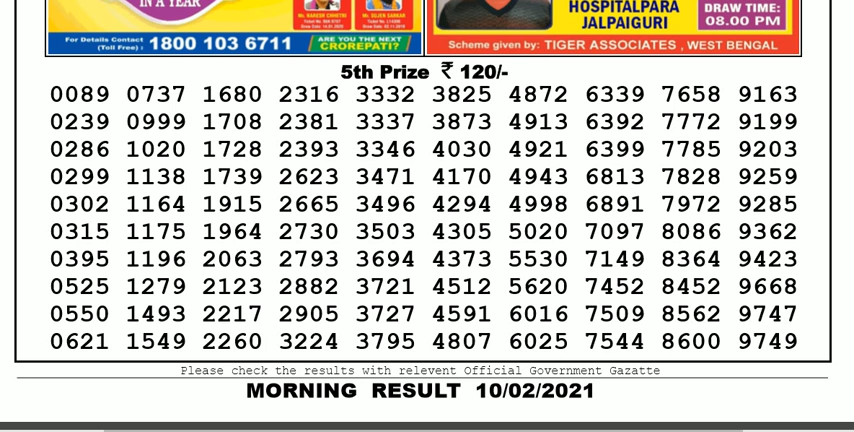 IN A YEAR
Mr. RAKESH CHHETRI
Mr. SUJEN SARKAR
For Details Contact
(Toll Free) : 1800 103 6711
ARE YOU THE NEXT
CROREPATI?
HOSPITALPARA
JALPAIGURI
DRAW TIME:
08.00 PM
Scheme given by: TIGER ASSOCIATES , WEST BENGAL
5th Prize ₹ 120/-
0089 0737 1680 2316 3332 3825 4872 6339 7658 9163
0239 0999 1708 2381 3337 3873 4913 6392 7772 9199
0286 1020 1728 2393 3346 4030 4921 6399 7785 9203
0299 1138 1739 2623 3471 4170 4943 6813 7828 9259
0302 1164 1915 2665 3496 4294 4998 6891 7972 9285
0315 1175 1964 2730 3503 4305 5020 7097 8086 9362
0395 1196 2063 2793 3694 4373 5530 7149 8364 9423
0525 1279 2123 2882 3721 4512 5620 7452 8452 9668
0550 1493 2217 2905 3727 4591 6016 7509 8562 9747
0621 1549 2260 3224 3795 4807 6025 7544 8600 9749
Please check the results with relevent Official Government Gazatte
MORNING RESULT 10/02/2021